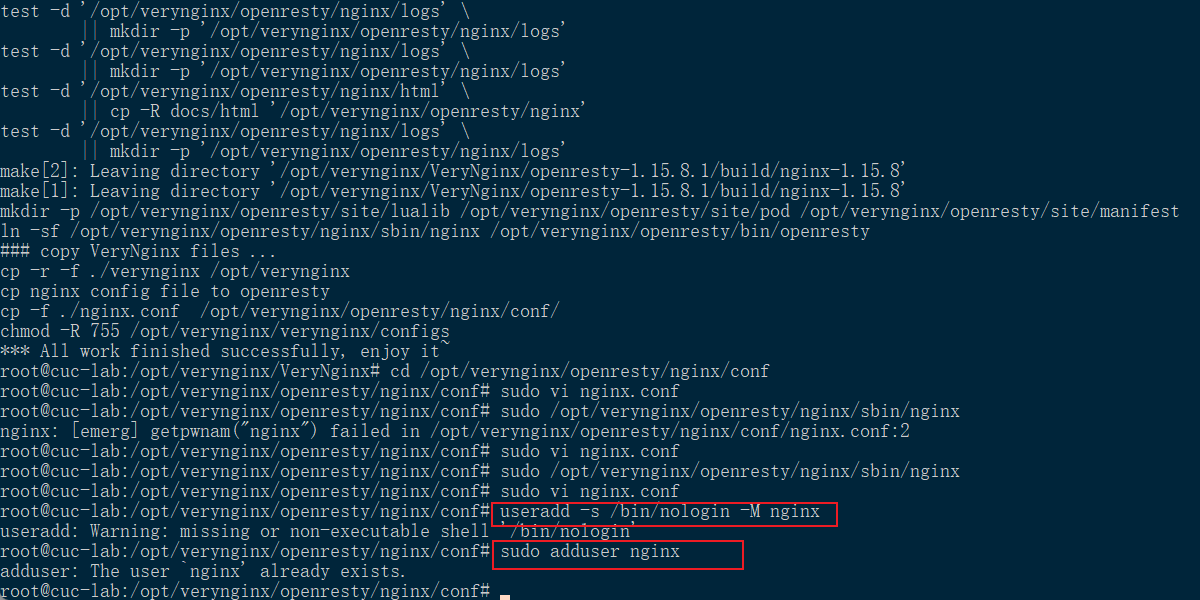 test -d '/opt/verynginx/openresty/nginx/logs' \
|| mkdir -p '/opt/verynginx/openresty/nginx/logs'
test -d '/opt/verynginx/openresty/nginx/logs' \
|| mkdir -p '/opt/verynginx/openresty/nginx/logs'
test -d '/opt/verynginx/openresty/nginx/html' \
|| cp -R docs/html '/opt/verynginx/openresty/nginx'
test -d '/opt/verynginx/openresty/nginx/logs' \
|| mkdir -p '/opt/verynginx/openresty/nginx/logs'
make[2]: Leaving directory '/opt/verynginx/VeryNginx/openresty-1.15.8.1/build/nginx-1.15.8'
make[1]: Leaving directory '/opt/verynginx/VeryNginx/openresty-1.15.8.1/build/nginx-1.15.8'
mkdir -p /opt/verynginx/openresty/site/lualib /opt/verynginx/openresty/site/pod /opt/verynginx/openresty/site/manifest
ln -sf /opt/verynginx/openresty/nginx/sbin/nginx /opt/verynginx/openresty/bin/openresty
### copy VeryNginx files ...
cp -r -f ./verynginx /opt/verynginx
cp nginx config file to openresty
cp -f ./nginx.conf  /opt/verynginx/openresty/nginx/conf/
chmod -R 755 /opt/verynginx/verynginx/configs
*** All work finished successfully, enjoy it~
root@cuc-lab:/opt/verynginx/VeryNginx# cd /opt/verynginx/openresty/nginx/conf
root@cuc-lab:/opt/verynginx/openresty/nginx/conf# sudo vi nginx.conf
root@cuc-lab:/opt/verynginx/openresty/nginx/conf# sudo /opt/verynginx/openresty/nginx/sbin/nginx
nginx: [emerg] getpwnam("nginx") failed in /opt/verynginx/openresty/nginx/conf/nginx.conf:2
root@cuc-lab:/opt/verynginx/openresty/nginx/conf# sudo vi nginx.conf
root@cuc-lab:/opt/verynginx/openresty/nginx/conf# sudo /opt/verynginx/openresty/nginx/sbin/nginx
root@cuc-lab:/opt/verynginx/openresty/nginx/conf# sudo vi nginx.conf
root@cuc-lab:/opt/verynginx/openresty/nginx/conf# useradd -s /bin/nologin -M nginx
useradd: Warning: missing or non-executable shell '/bin/nologin'
root@cuc-lab:/opt/verynginx/openresty/nginx/conf# sudo adduser nginx
adduser: The user `nginx' already exists.
root@cuc-lab:/opt/verynginx/openresty/nginx/conf#